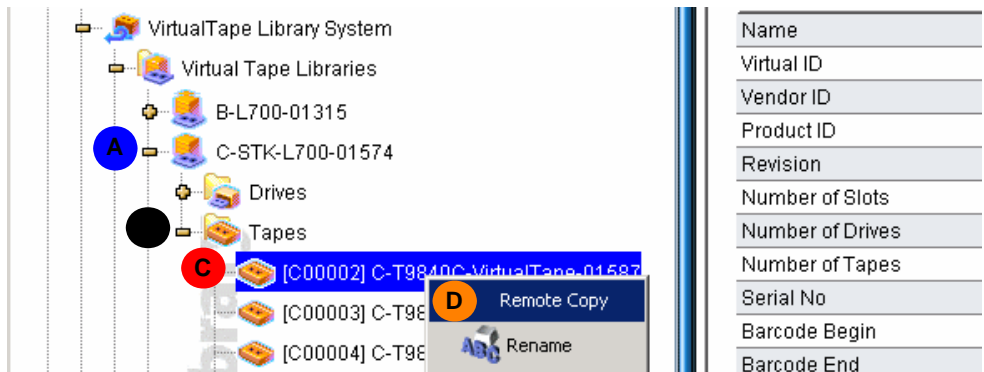 VirtualTape Library System
Virtual Tape Libraries
B-L700-01315
A C-STK-L700-01574
Drives
Tapes
C [C00002] C-T9840C-VirtualTape-01587
D Remote Copy
[C00003] C-T98
ABC Rename
[C00004] C-T98
Name
Virtual ID
Vendor ID
Product ID
Revision
Number of Slots
Number of Drives
Number of Tapes
Serial No
Barcode Begin
Barcode End